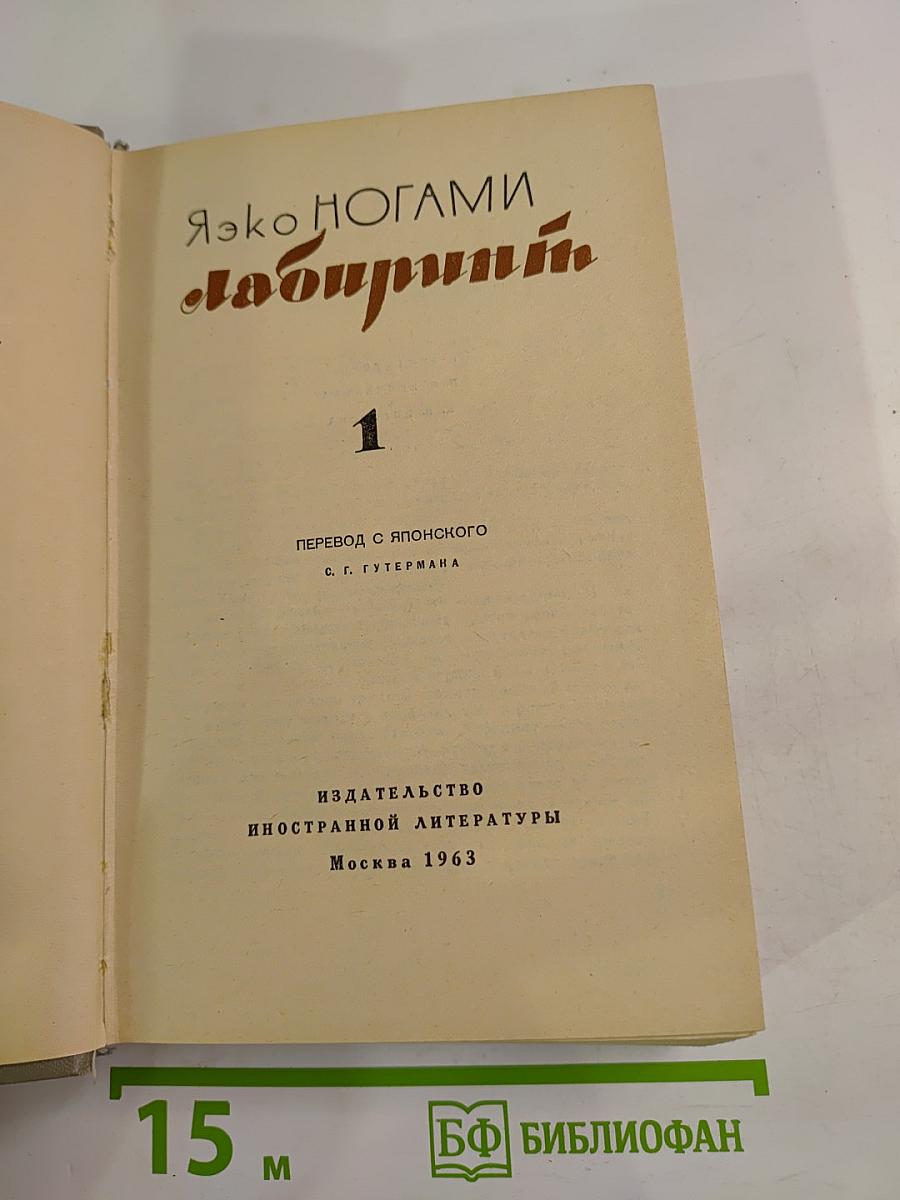 Яэко НОГАМИ
Лабиринт
1
ПЕРЕВОД С ЯПОНСКОГО
С. Г. ГУТЕРМАНА
ИЗДАТЕЛЬСТВО
ИНОСТРАННОЙ ЛИТЕРАТУРЫ
Москва 1963
15 м
БФ БИБЛИОФАН